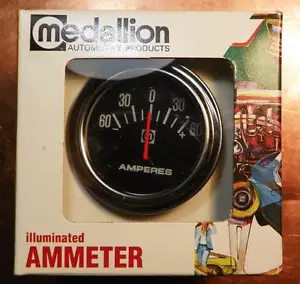 medallion
AUTOMOTIVE PRODUCTS
60 30 0 30 60
- +
AMPERES
illuminated
AMMETER